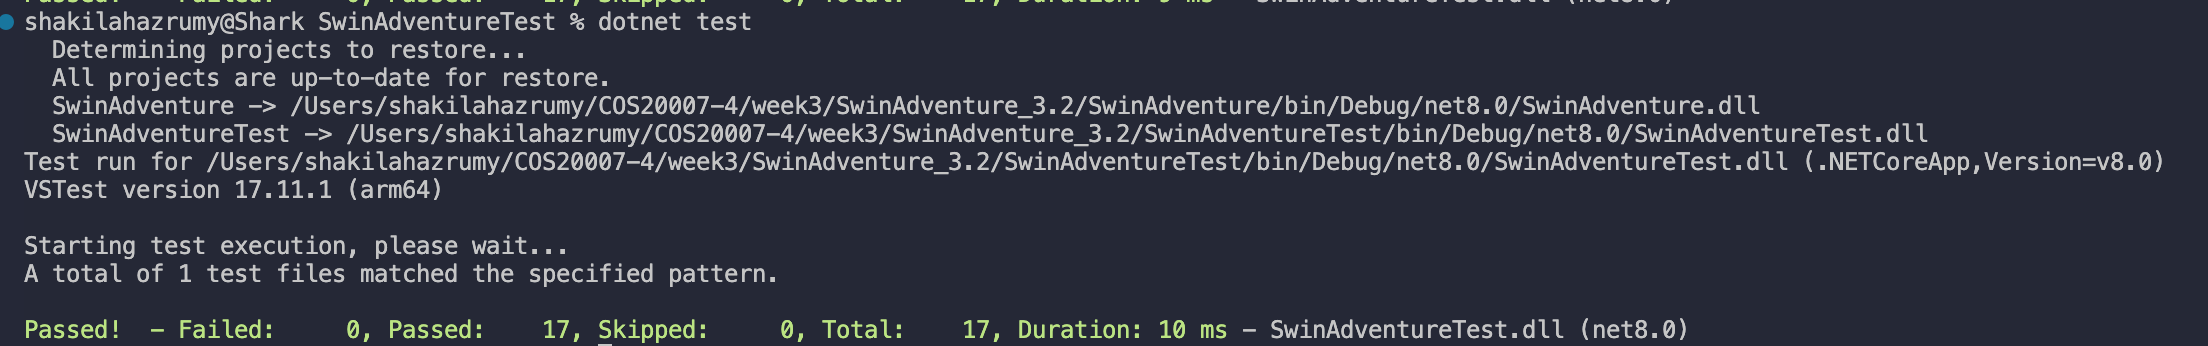 Passed! - Failed: 0, Passed: 17, Skipped: 0, Total: 17, Duration: 9 ms - SwinAdventureTest.dll (net8.0)
shakilahazrumy@Shark SwinAdventureTest % dotnet test
  Determining projects to restore...
  All projects are up-to-date for restore.
  SwinAdventure -> /Users/shakilahazrumy/COS20007-4/week3/SwinAdventure_3.2/SwinAdventure/bin/Debug/net8.0/SwinAdventure.dll
  SwinAdventureTest -> /Users/shakilahazrumy/COS20007-4/week3/SwinAdventure_3.2/SwinAdventureTest/bin/Debug/net8.0/SwinAdventureTest.dll
Test run for /Users/shakilahazrumy/COS20007-4/week3/SwinAdventure_3.2/SwinAdventureTest/bin/Debug/net8.0/SwinAdventureTest.dll (.NETCoreApp,Version=v8.0)
VSTest version 17.11.1 (arm64)
Starting test execution, please wait...
A total of 1 test files matched the specified pattern.
Passed!  - Failed:     0, Passed:    17, Skipped:     0, Total:    17, Duration: 10 ms - SwinAdventureTest.dll (net8.0)